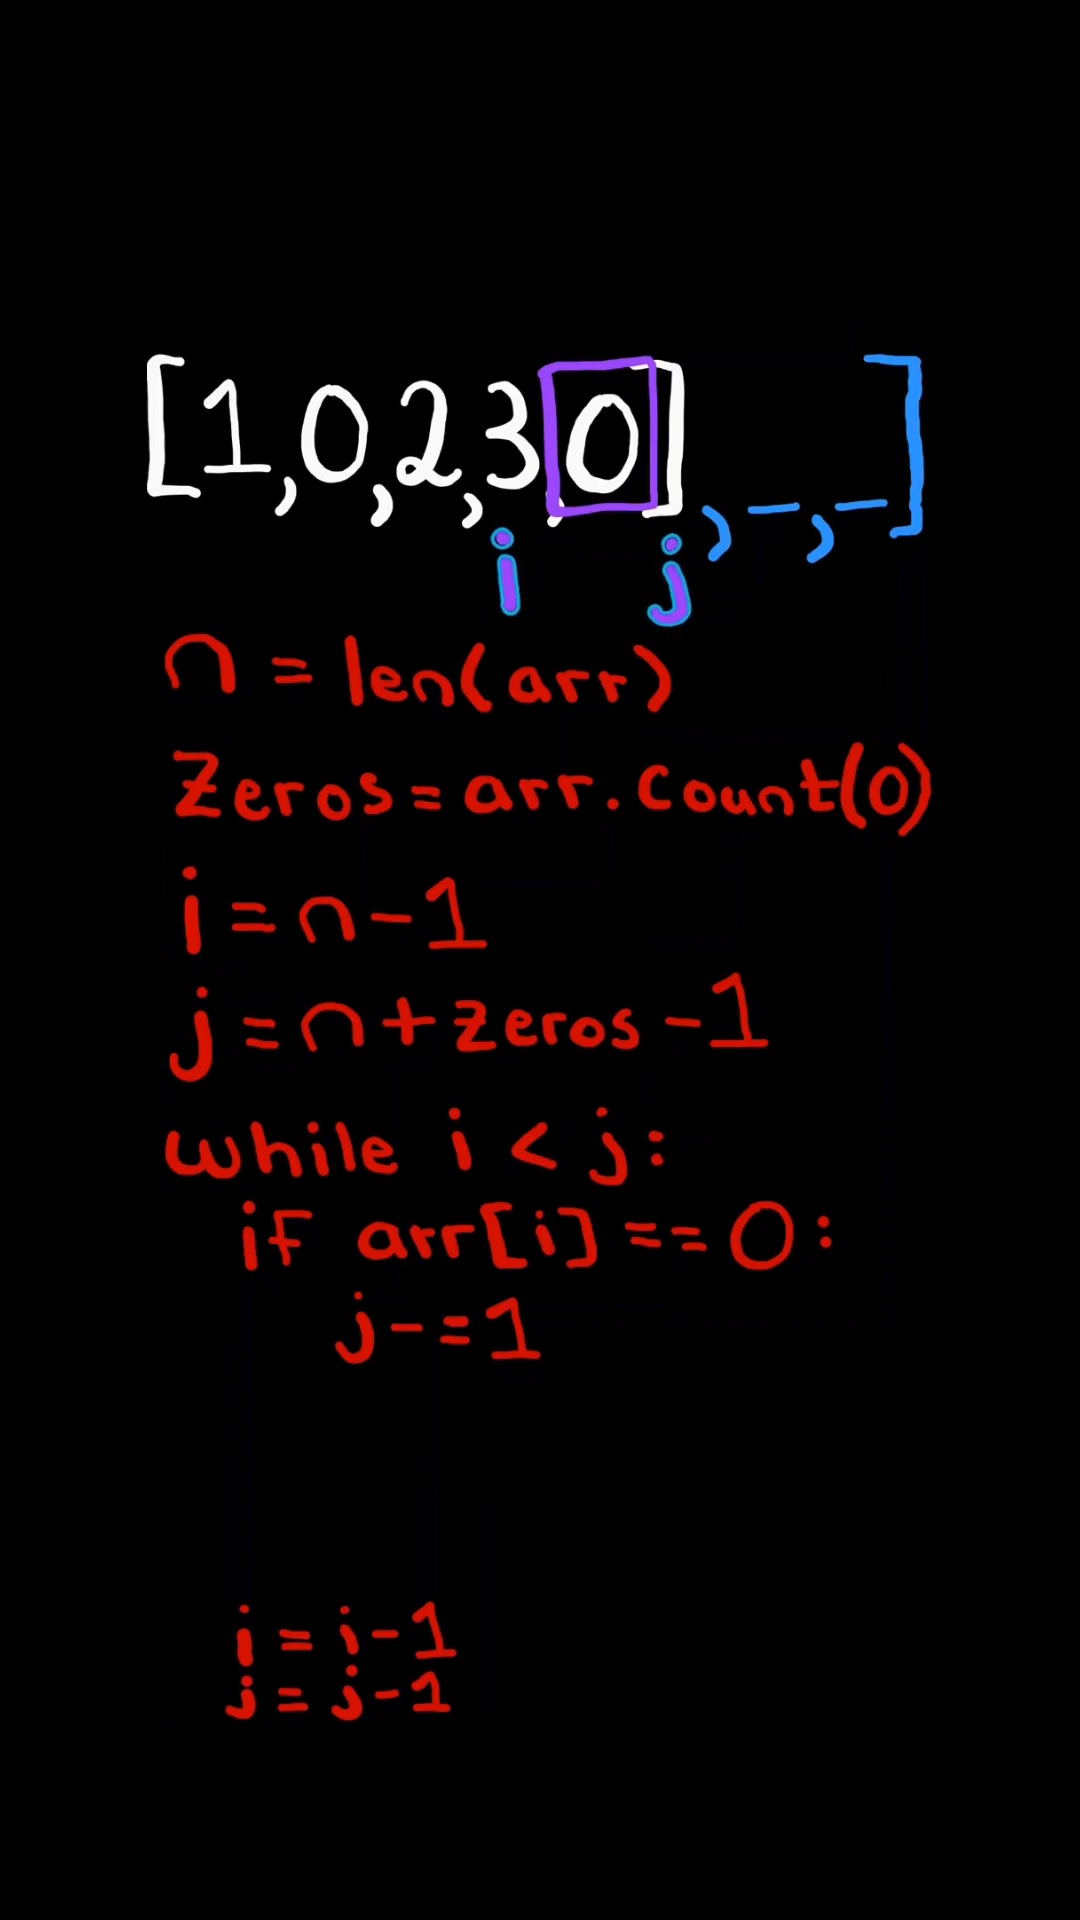 [1,0,2,3,0],_,_]
i j
n = len(arr)
Zeros = arr.count(0)
i = n - 1
j = n + zeros - 1
while i < j:
if arr[i] == 0:
j -= 1
i = i - 1
j = j - 1